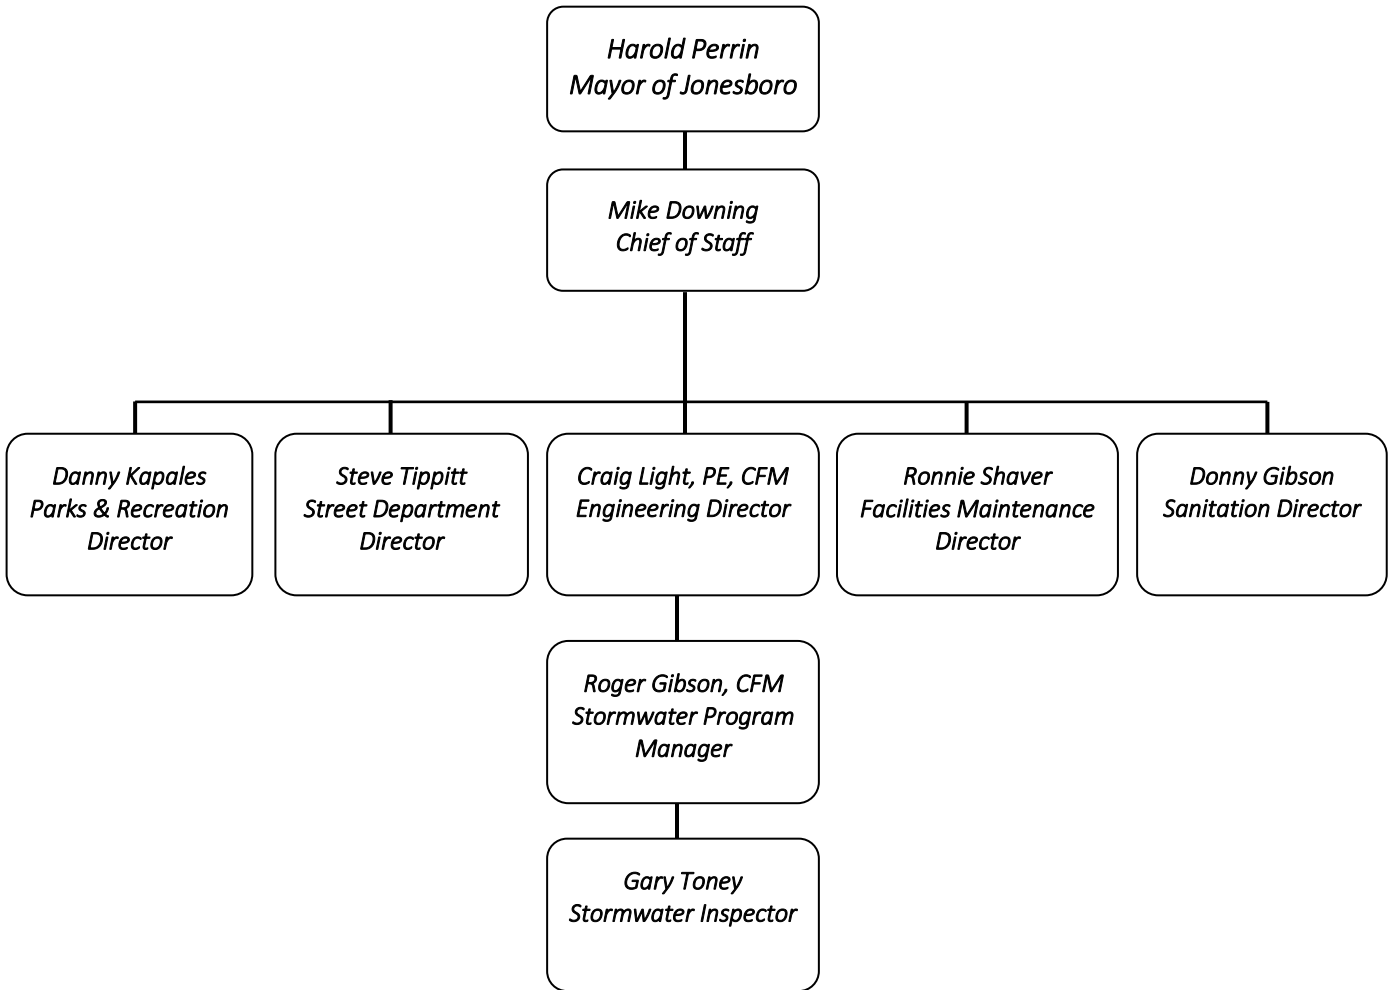 Harold Perrin
Mayor of Jonesboro
Mike Downing
Chief of Staff
Danny Kapales
Parks & Recreation
Director
Steve Tippitt
Street Department
Director
Craig Light, PE, CFM
Engineering Director
Ronnie Shaver
Facilities Maintenance
Director
Donny Gibson
Sanitation Director
Roger Gibson, CFM
Stormwater Program
Manager
Gary Toney
Stormwater Inspector